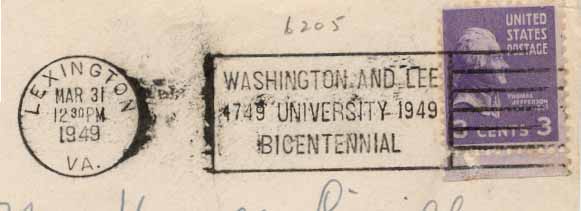 6205
UNITED
STATES
POSTAGE
LEXINGTON
MAR 31
12 30 PM
1949
VA.
WASHINGTON AND LEE
1749 UNIVERSITY 1949
BICENTENNIAL
THOMAS
JEFFERSON
3 CENTS 3